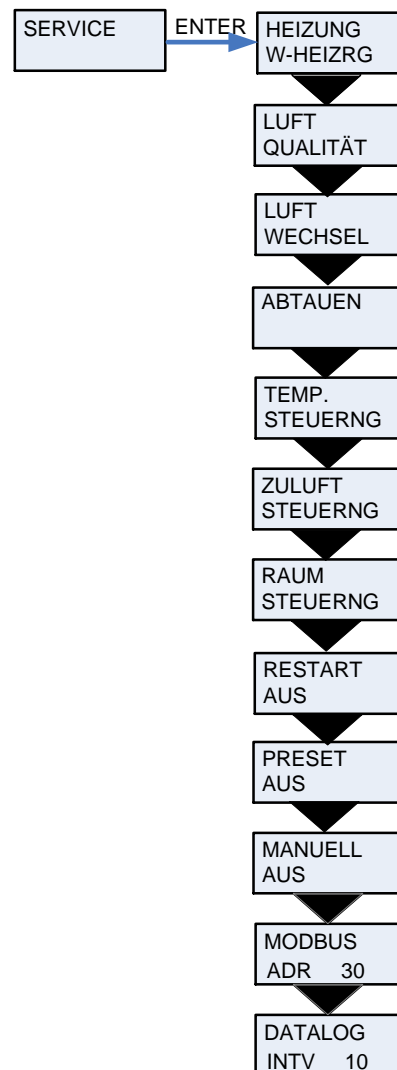 SERVICE
ENTER
HEIZUNG
W-HEIZRG
LUFT
QUALITÄT
LUFT
WECHSEL
ABTAUEN
TEMP.
STEUERNG
ZULUFT
STEUERNG
RAUM
STEUERNG
RESTART
AUS
PRESET
AUS
MANUELL
AUS
MODBUS
ADR 30
DATALOG
INTV 10